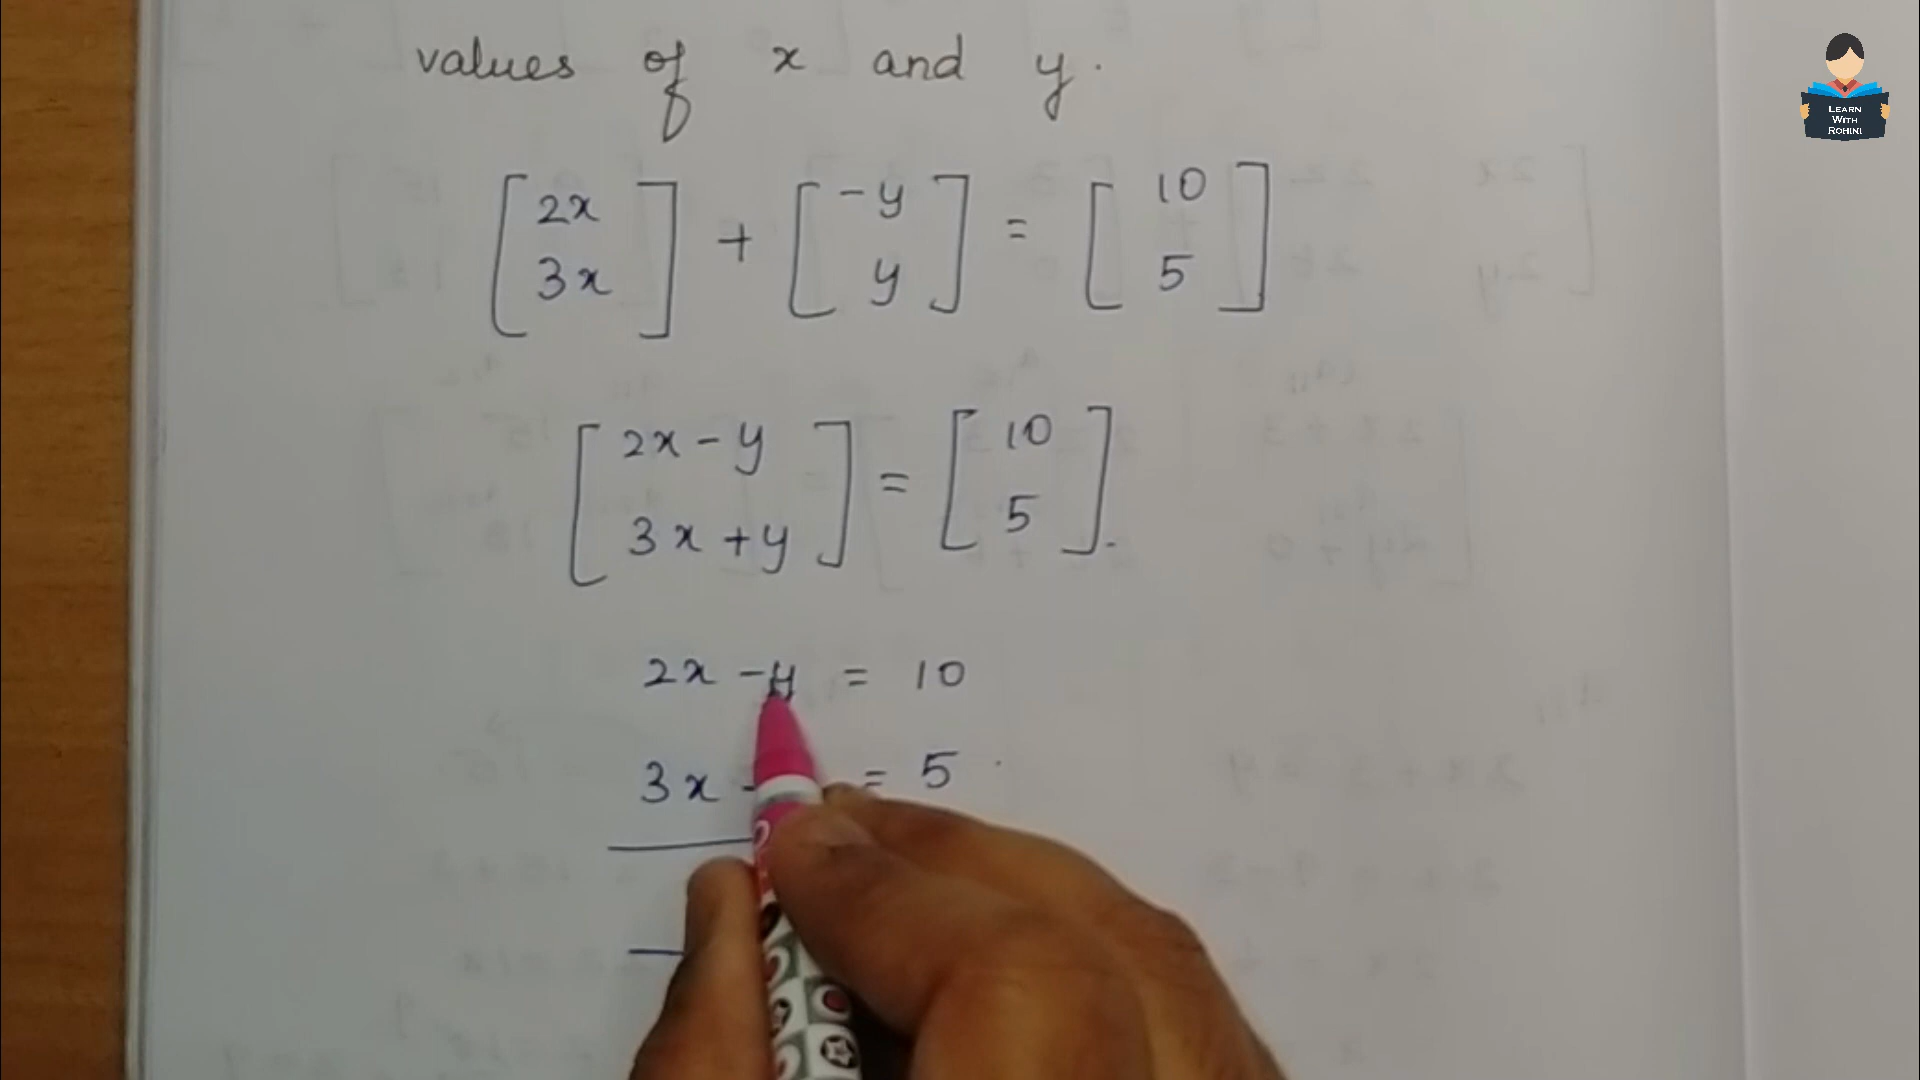 values of x and y.
[2x 3x] + [-y y] = [10 5]
[2x - y 3x + y] = [10 5].
2x - y = 10
3x = 5
LEARN
WITH
ROHINI